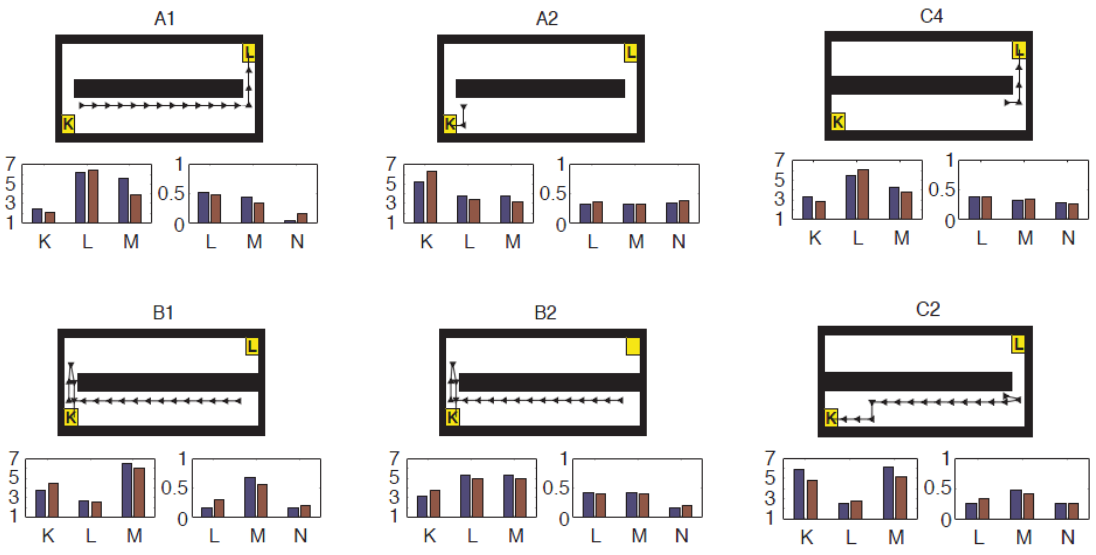 A1 A2 C4
L L L
K K K
7 1 7 1 7 1
5 5 5
3 0.5 3 0.5 3 0.5
1 0 1 0 1 0
K L M L M N K L M L M N K L M L M N
B1 B2 C2
L L
K K K
7 1 7 1 7 1
5 5 5
3 0.5 3 0.5 3 0.5
1 0 1 0 1 0
K L M L M N K L M L M N K L M L M N